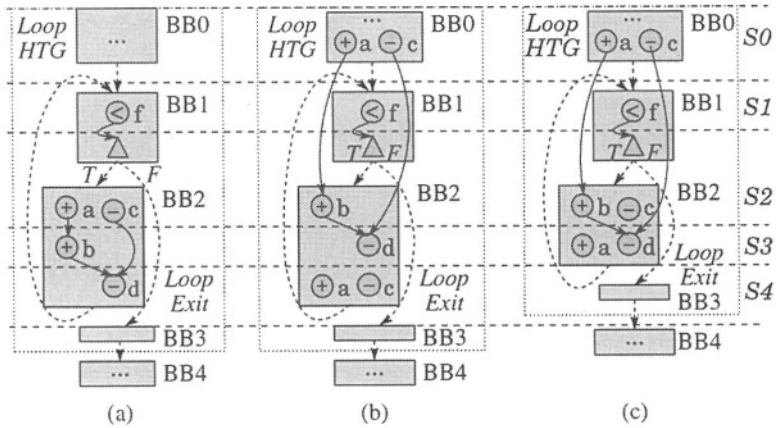 Loop
HTG
...
BB0
< f
BB1
T F
+ a - c
BB2
+ b
- d
Loop
Exit
BB3
...
BB4
(a)
Loop
HTG
...
+ a - c
BB0
< f
BB1
T F
+ b
BB2
- d
+ a - c
Loop
Exit
BB3
...
BB4
(b)
Loop
HTG
...
+ a - c
BB0
< f
BB1
T F
+ b - c
BB2
+ a - d
Loop
Exit
BB3
...
BB4
(c)
S0
S1
S2
S3
S4